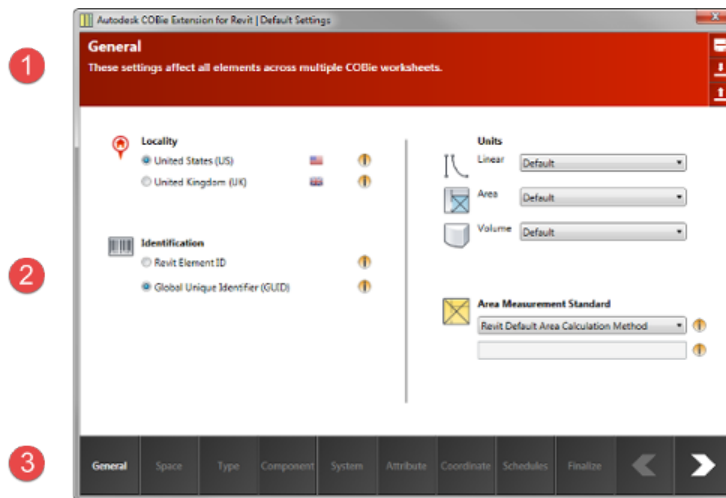 Autodesk COBie Extension for Revit | Default Settings
General
These settings affect all elements across multiple COBie worksheets.
1
Locality
United States (US)
United Kingdom (UK)
Identification
Revit Element ID
Global Unique Identifier (GUID)
2
Units
Linear
Default
Area
Default
Volume
Default
Area Measurement Standard
Revit Default Area Calculation Method
3
General Space Type Component System Attribute Coordinate Schedules Finalize